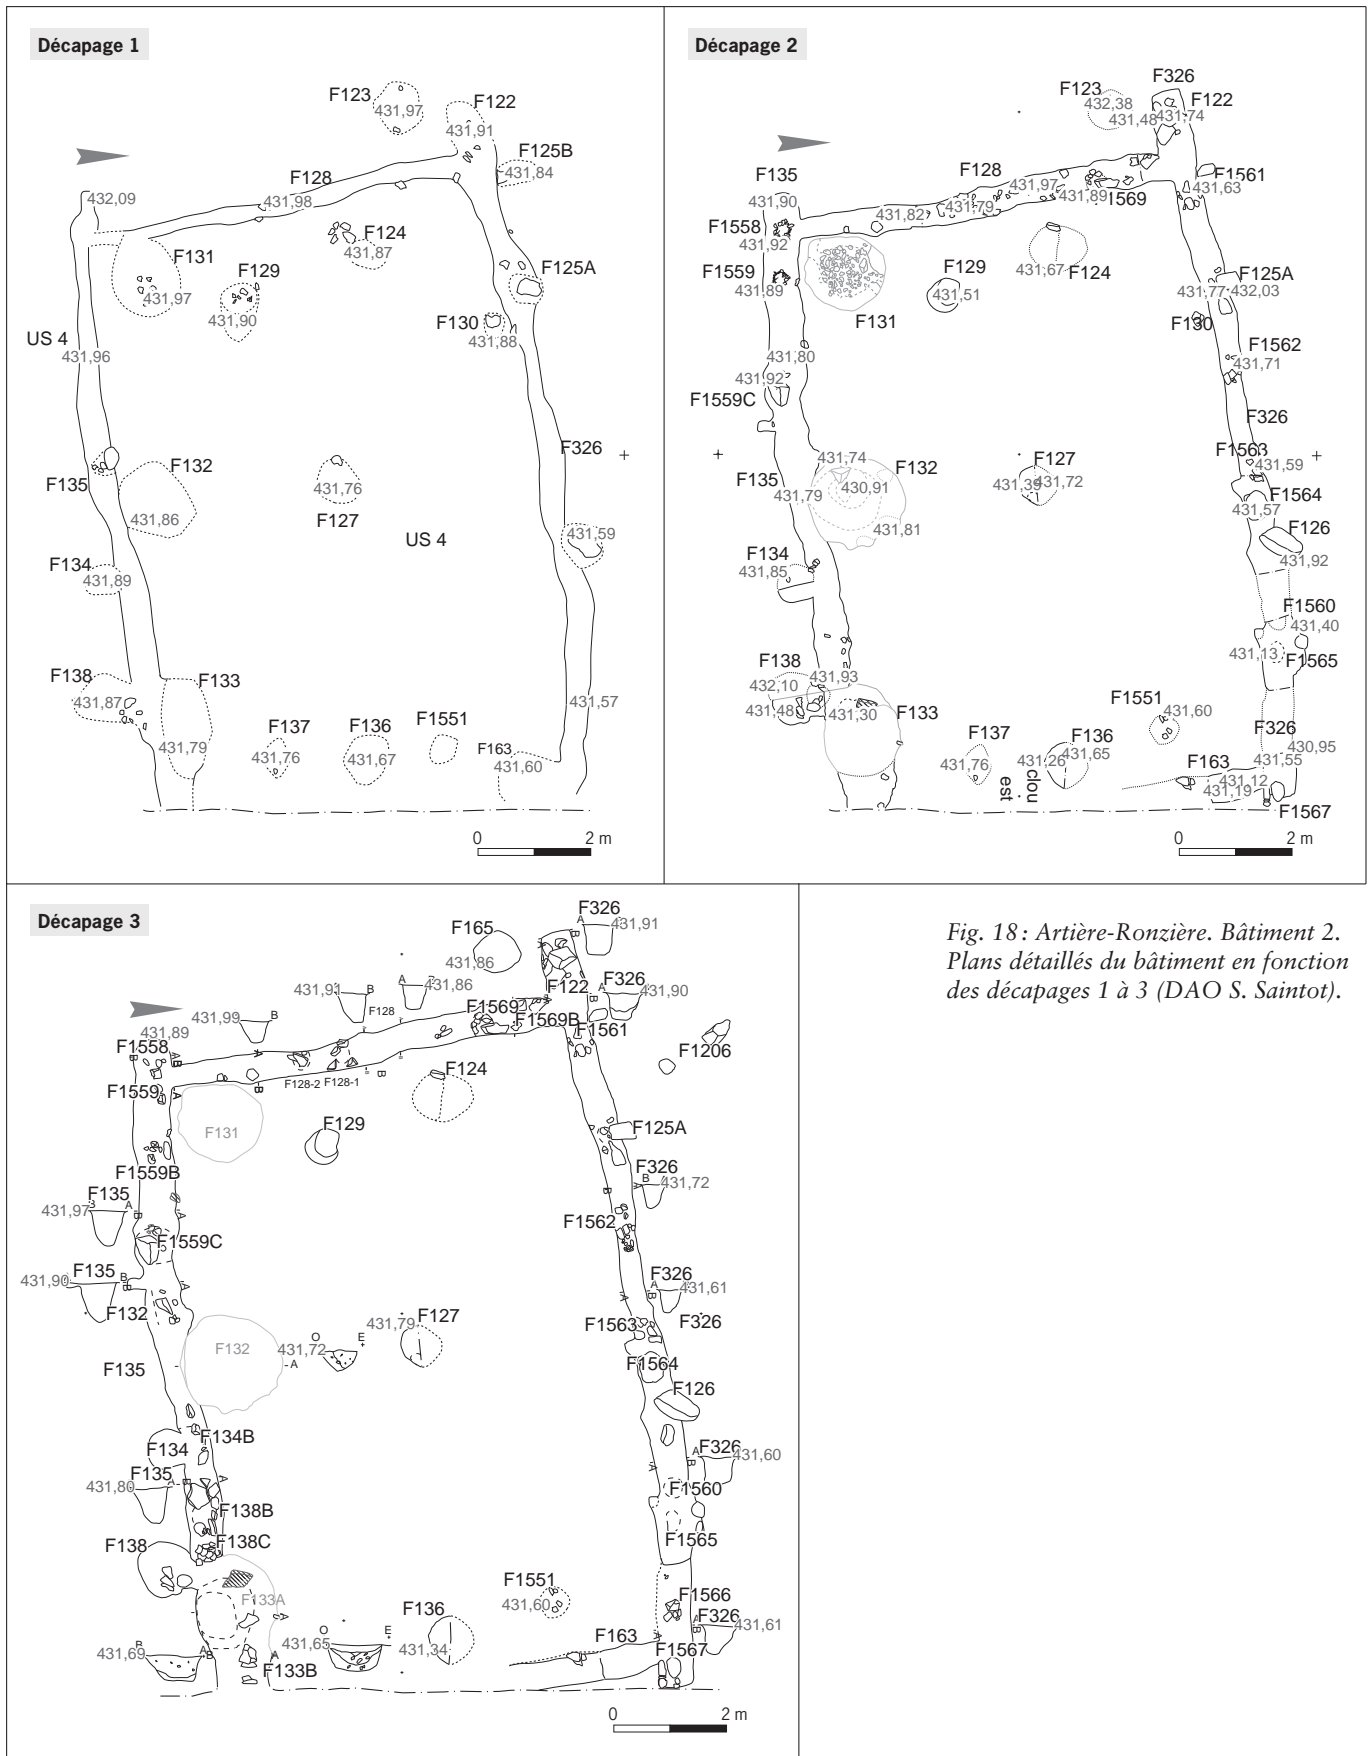 Décapage 1
F123
431,97
F122
431,91
F125B
431,84
F128
431,98
432,09
F124
431,87
F131
431,97
F129
431,90
F125A
F130
431,88
US 4
431,96
F326
F132
431,86
F135
431,76
F127
US 4
431,59
F134
431,89
F138
431,87
F133
431,79
431,57
F137
431,76
F136
431,67
F1551
F163
431,60
0 2 m
Décapage 2
F326
F123
432,38
431,48
431,74
F122
F135
431,90
F128
431,97
431,89
F1561
431,63
1569
431,82
431,79
F1558
431,92
F1559
431,89
F129
431,51
431,67
F124
F125A
431,77
432,03
F131
F130
431,80
F1562
431,71
431,92
F1559C
F326
F1563
431,59
431,74
F132
F127
F135
431,79
430,91
431,39
431,72
F1564
431,57
F126
431,81
431,92
F134
431,85
F1560
431,40
431,13
F1565
F138
432,10
431,93
431,48
431,30
F133
F1551
431,60
F137
431,76
F136
431,26
431,65
clou
est
F326
430,95
431,55
F163
431,12
431,19
F1567
0 2 m
Décapage 3
F326
A
B
431,91
F165
431,86
431,91
A B
F128
A B
431,86
F122
F326
A B
431,90
431,99
B
431,89
F1558
F1569
F1569B
F1561
F1206
F1559
F128-2
F128-1
F124
F131
F129
F125A
F1559B
F326
B
431,72
F135
B A
431,97
F1562
F1559C
F135
B
431,90
F326
A
431,61
F132
F127
431,79
F1563
F326
F132
O E
431,72
A
F135
F1564
F126
F134B
F134
F326
A
B
431,60
F135
A
431,80
F1560
F138B
F138C
F138
F1565
F133A
F1551
431,60
F1566
F326
431,61
F136
431,34
O E
431,65
F163
F1567
B A
431,69
F133B
0 2 m
Fig. 18 : Artière-Ronzière. Bâtiment 2.
Plans détaillés du bâtiment en fonction
des décapages 1 à 3 (DAO S. Saintot).